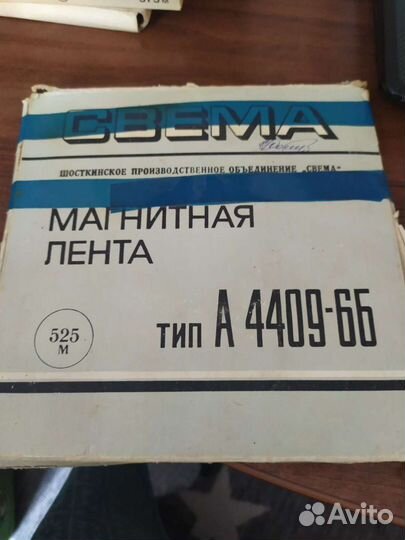 СВЕМА
ШОСТКИНСКОЕ ПРОИЗВОДСТВЕННОЕ ОБЪЕДИНЕНИЕ „СВЕМА"
МАГНИТНАЯ
ЛЕНТА
525
М
ТИП А 4409-6Б
Avito